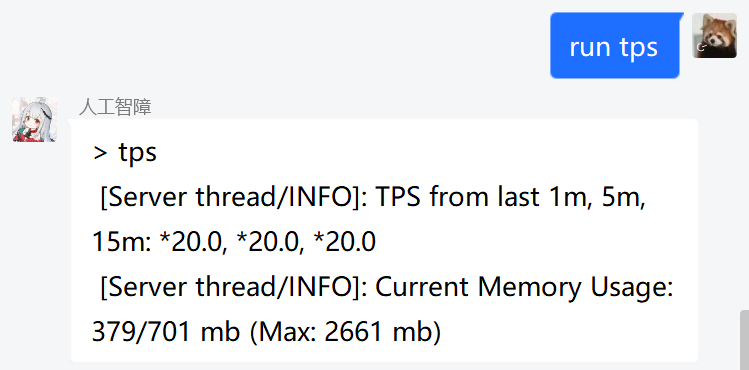 run tps
人工智障
> tps
[Server thread/INFO]: TPS from last 1m, 5m,
15m: *20.0, *20.0, *20.0
[Server thread/INFO]: Current Memory Usage:
379/701 mb (Max: 2661 mb)